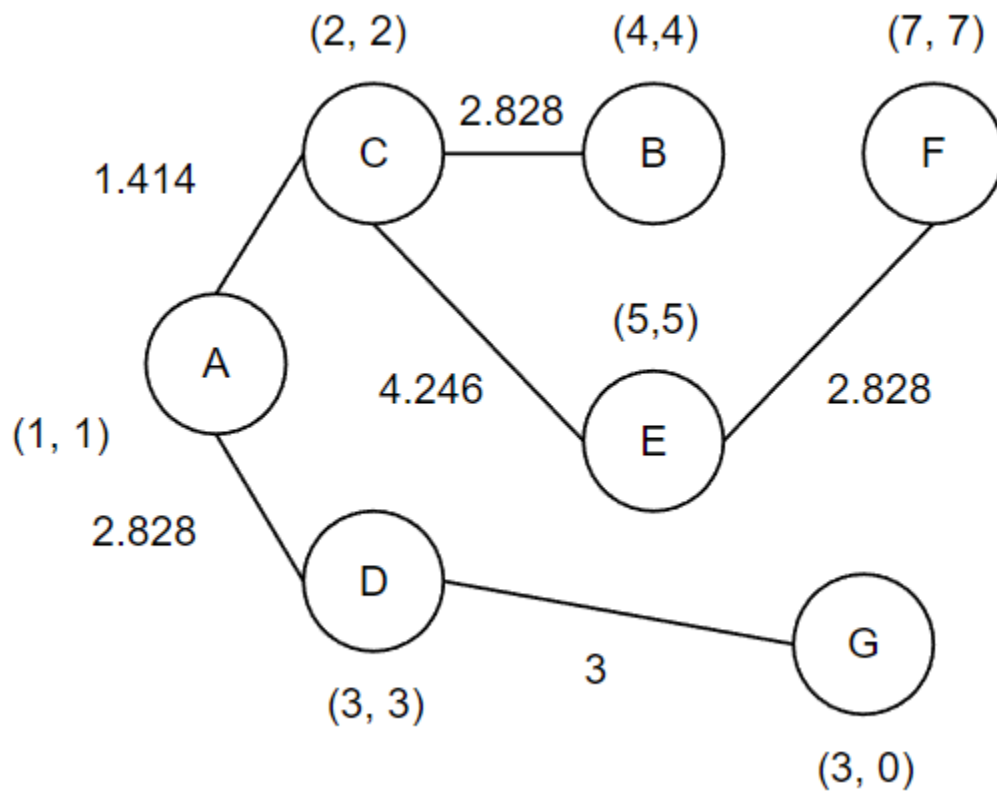 (2, 2) (4,4) (7, 7)
2.828
C B F
1.414
(5,5)
A
4.246 2.828
(1, 1)
E
2.828
D
G
3
(3, 3)
(3, 0)